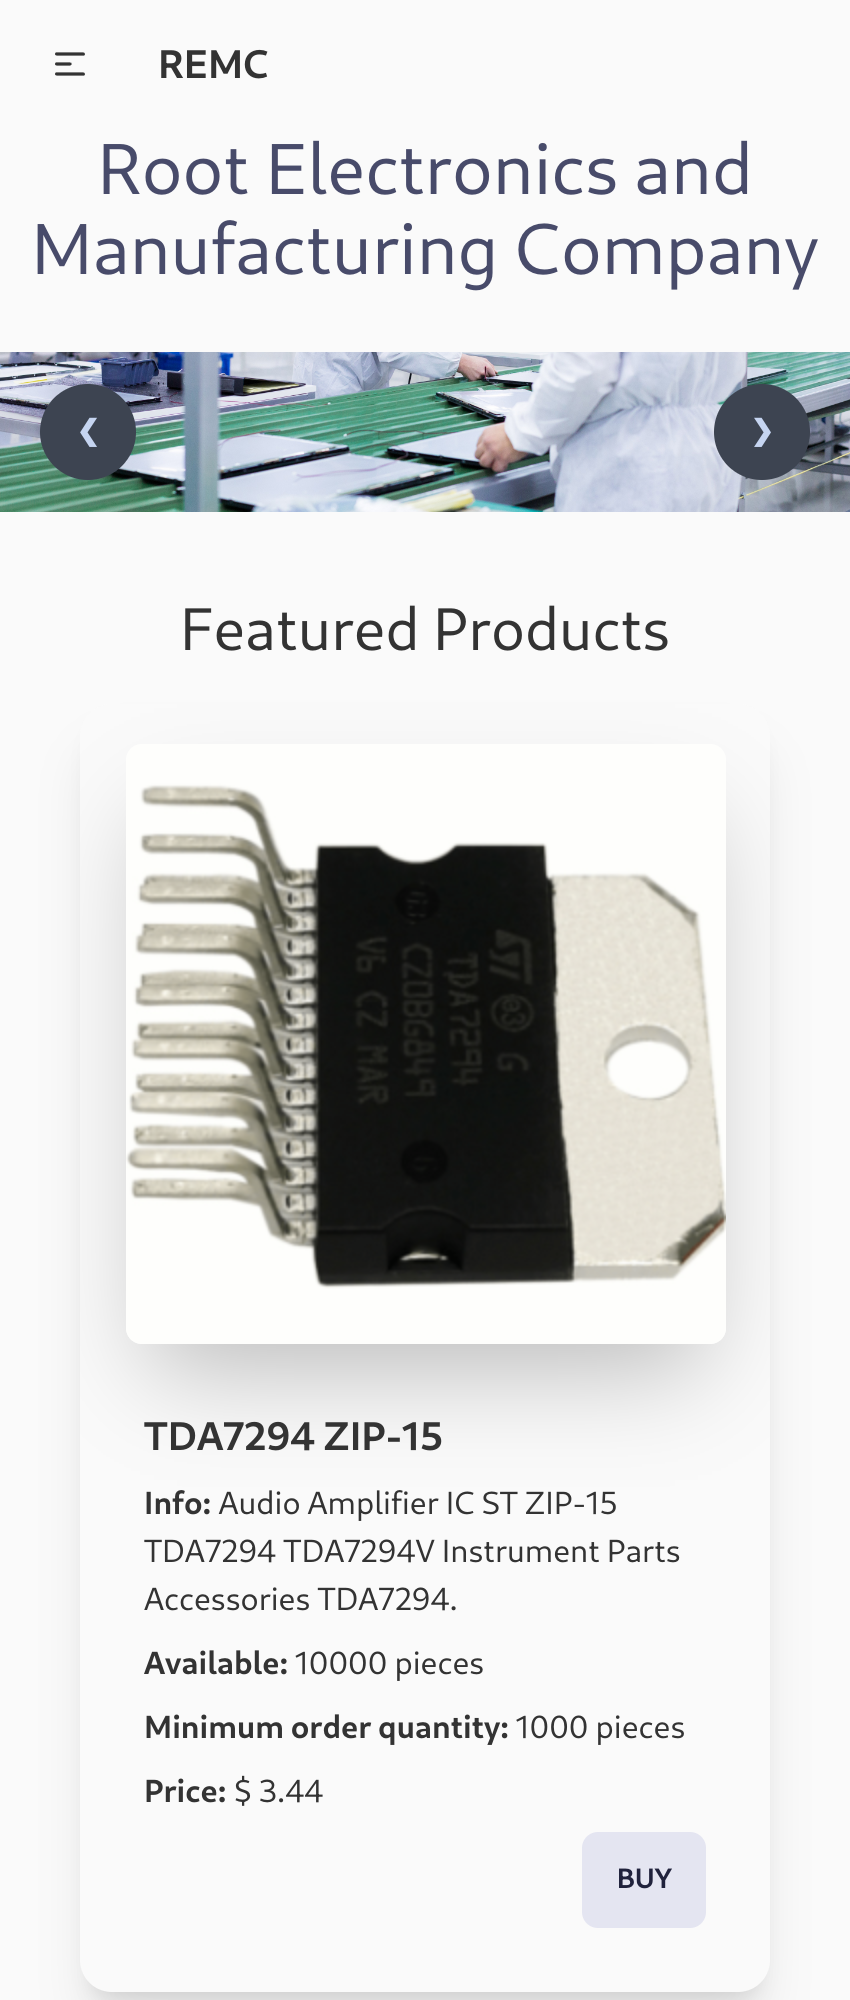 REMC
Root Electronics and
Manufacturing Company
❮
❯
Featured Products
TDA7294
CZ0BG849
V6 CZ MAR
TDA7294 ZIP-15
Info: Audio Amplifier IC ST ZIP-15
TDA7294 TDA7294V Instrument Parts
Accessories TDA7294.
Available: 10000 pieces
Minimum order quantity: 1000 pieces
Price: $ 3.44
BUY